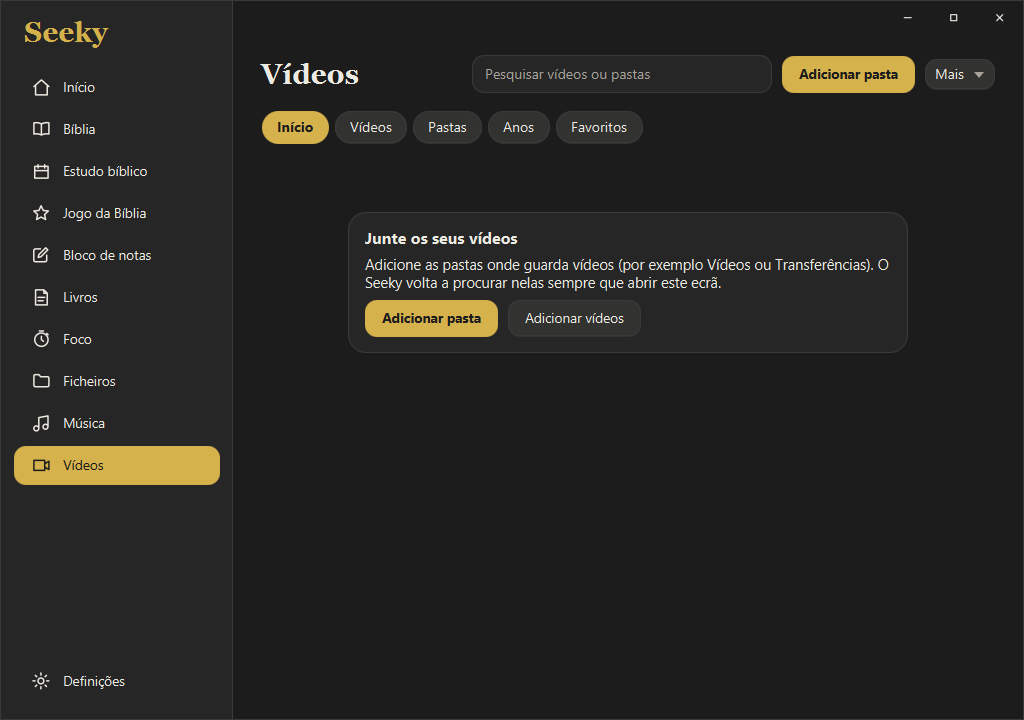 Seeky
Início
Bíblia
Estudo bíblico
Jogo da Bíblia
Bloco de notas
Livros
Foco
Ficheiros
Música
Vídeos
Definições
Vídeos
Pesquisar vídeos ou pastas
Adicionar pasta
Mais
Início
Vídeos
Pastas
Anos
Favoritos
Junte os seus vídeos
Adicione as pastas onde guarda vídeos (por exemplo Vídeos ou Transferências). O
Seeky volta a procurar nelas sempre que abrir este ecrã.
Adicionar pasta
Adicionar vídeos